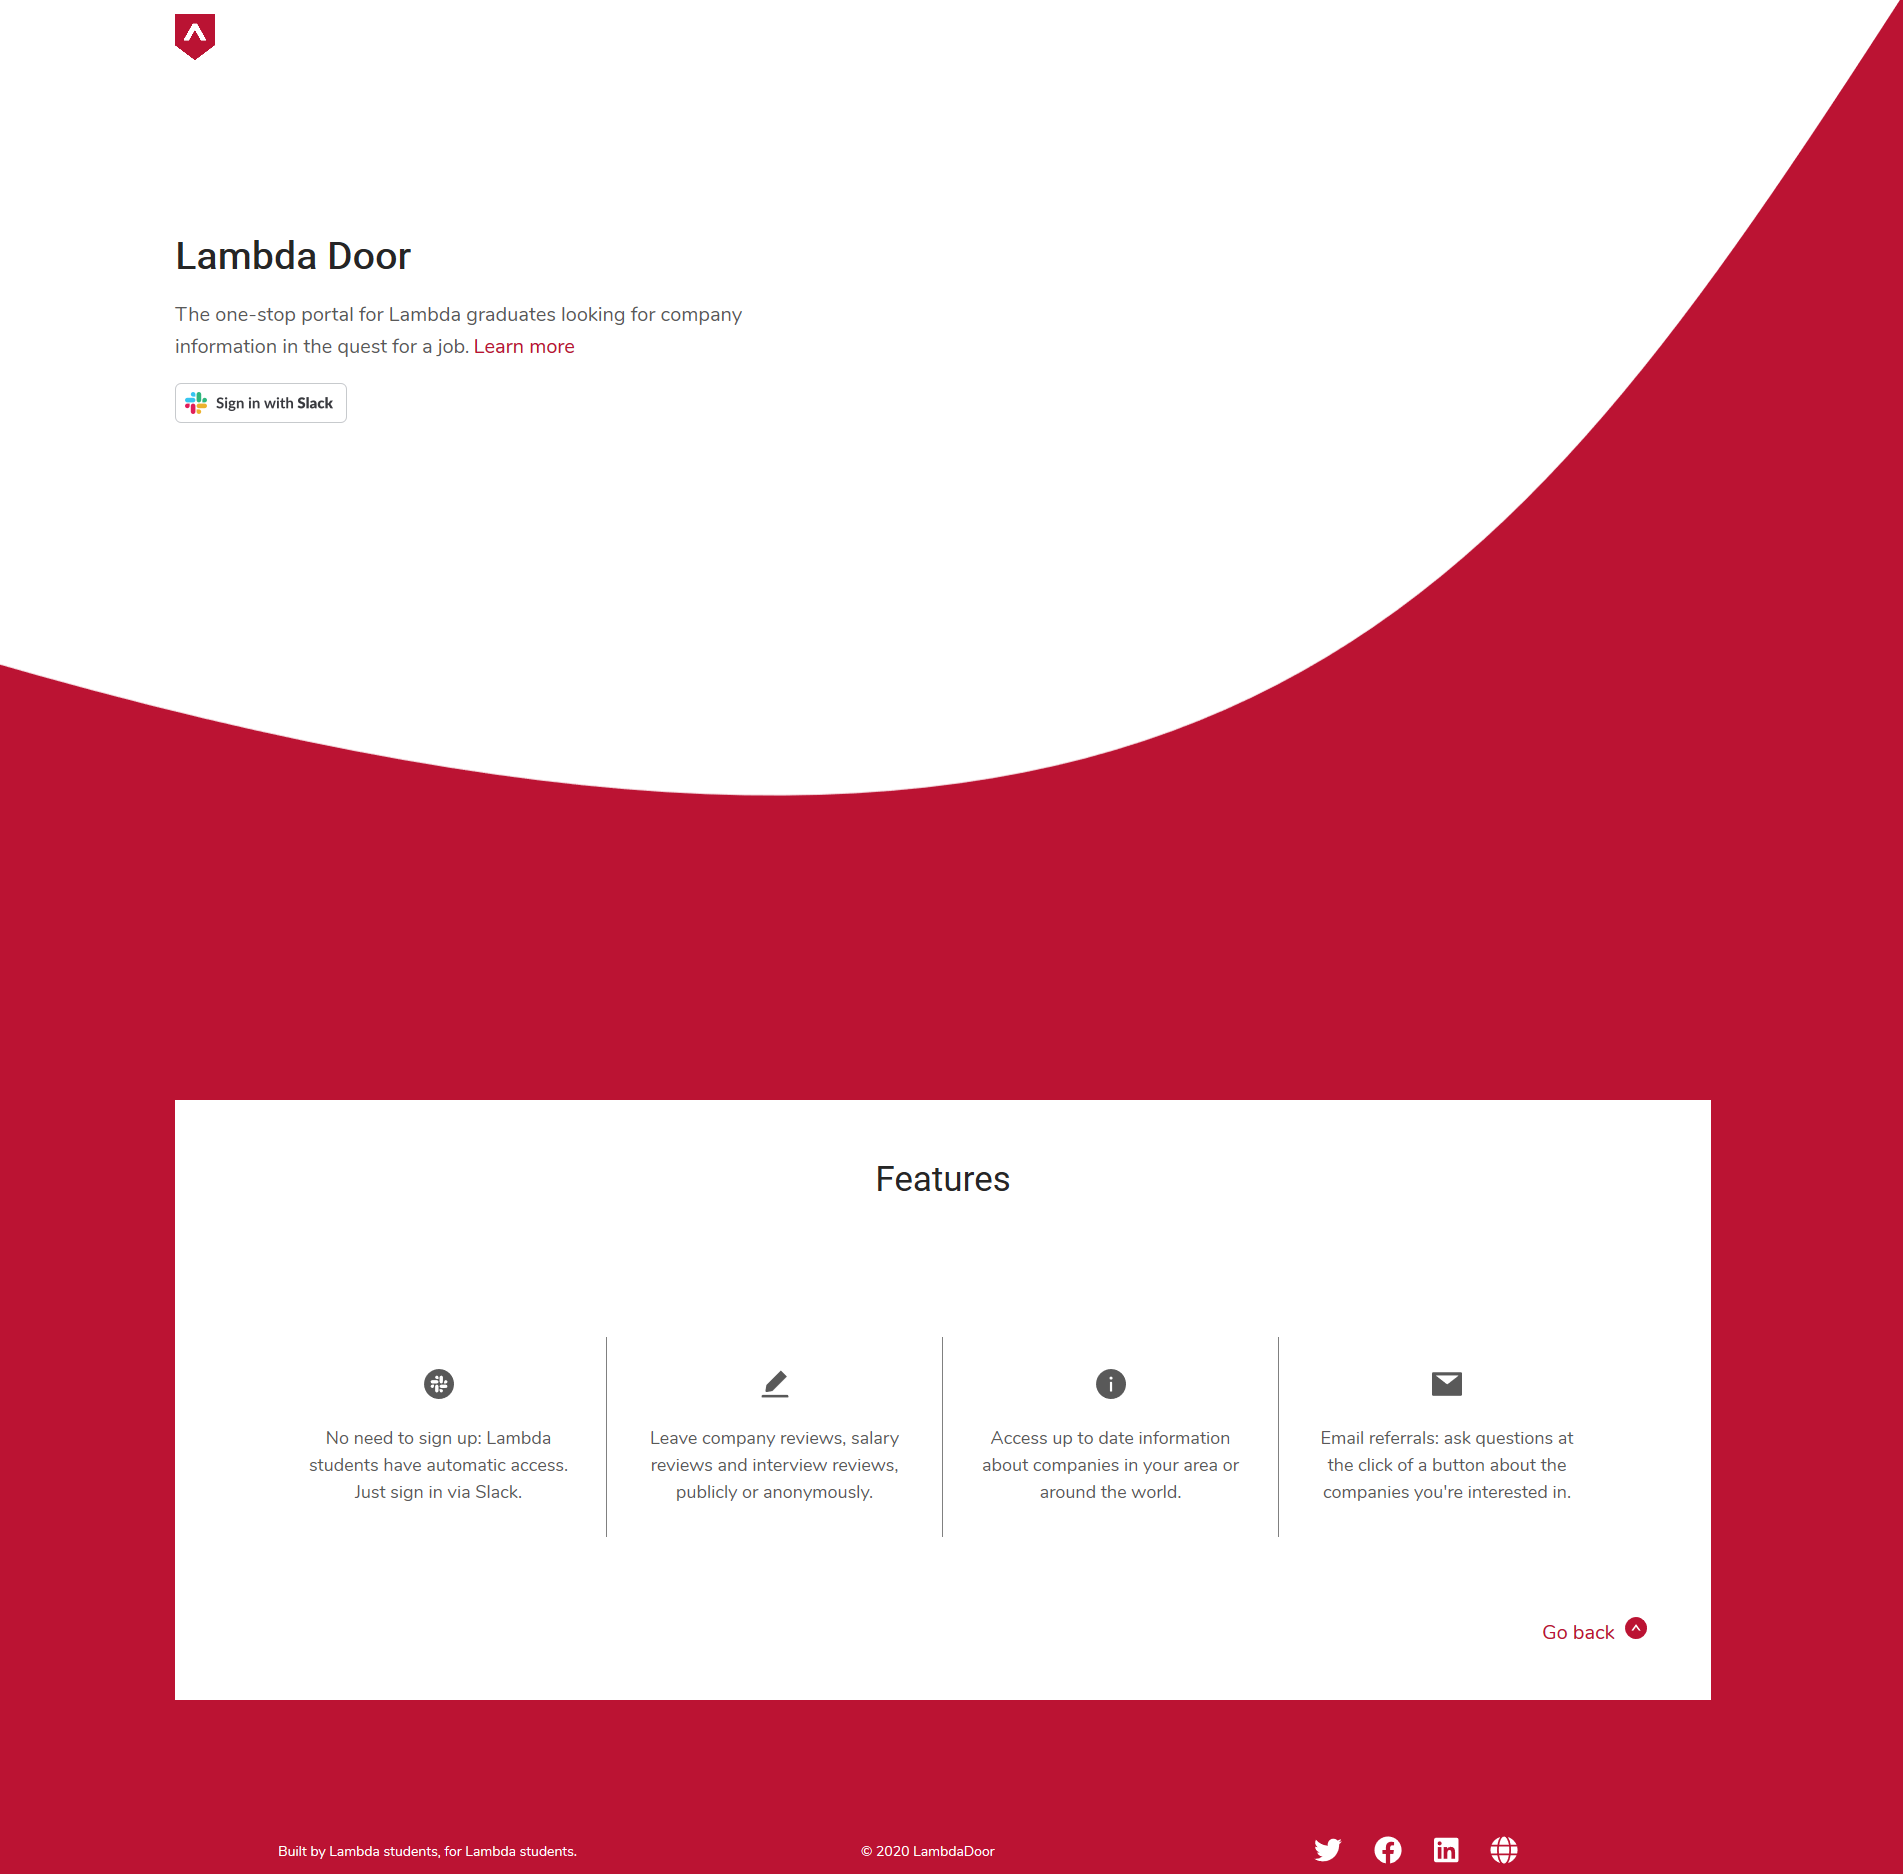 Lambda Door
The one-stop portal for Lambda graduates looking for company
information in the quest for a job. Learn more
Sign in with Slack
Features
No need to sign up: Lambda
students have automatic access.
Just sign in via Slack.
Leave company reviews, salary
reviews and interview reviews,
publicly or anonymously.
Access up to date information
about companies in your area or
around the world.
Email referrals: ask questions at
the click of a button about the
companies you're interested in.
Go back
Built by Lambda students, for Lambda students.
© 2020 LambdaDoor